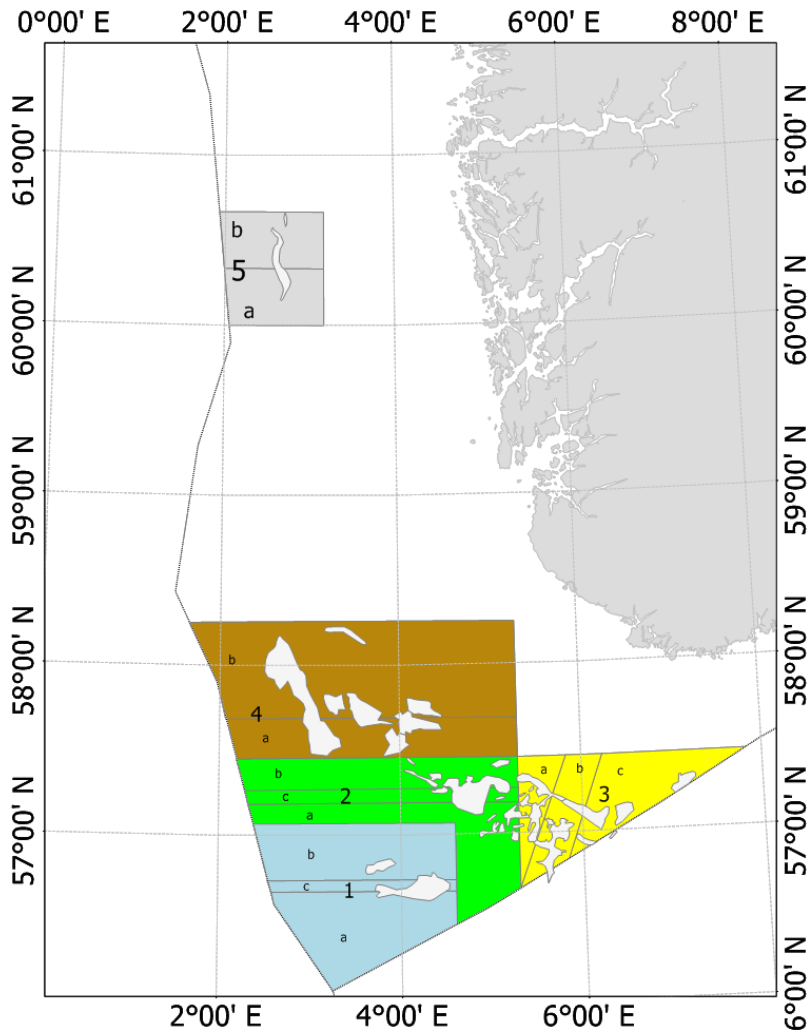 0°00' E 2°00' E 4°00' E 6°00' E 8°00' E
61°00' N 61°00' N
b
5
a
60°00' N 60°00' N
59°00' N 59°00' N
58°00' N 58°00' N
b
4
a
b a b c
c 2 3
a
57°00' N 57°00' N
b
c 1
a
56°00' N
2°00' E 4°00' E 6°00' E